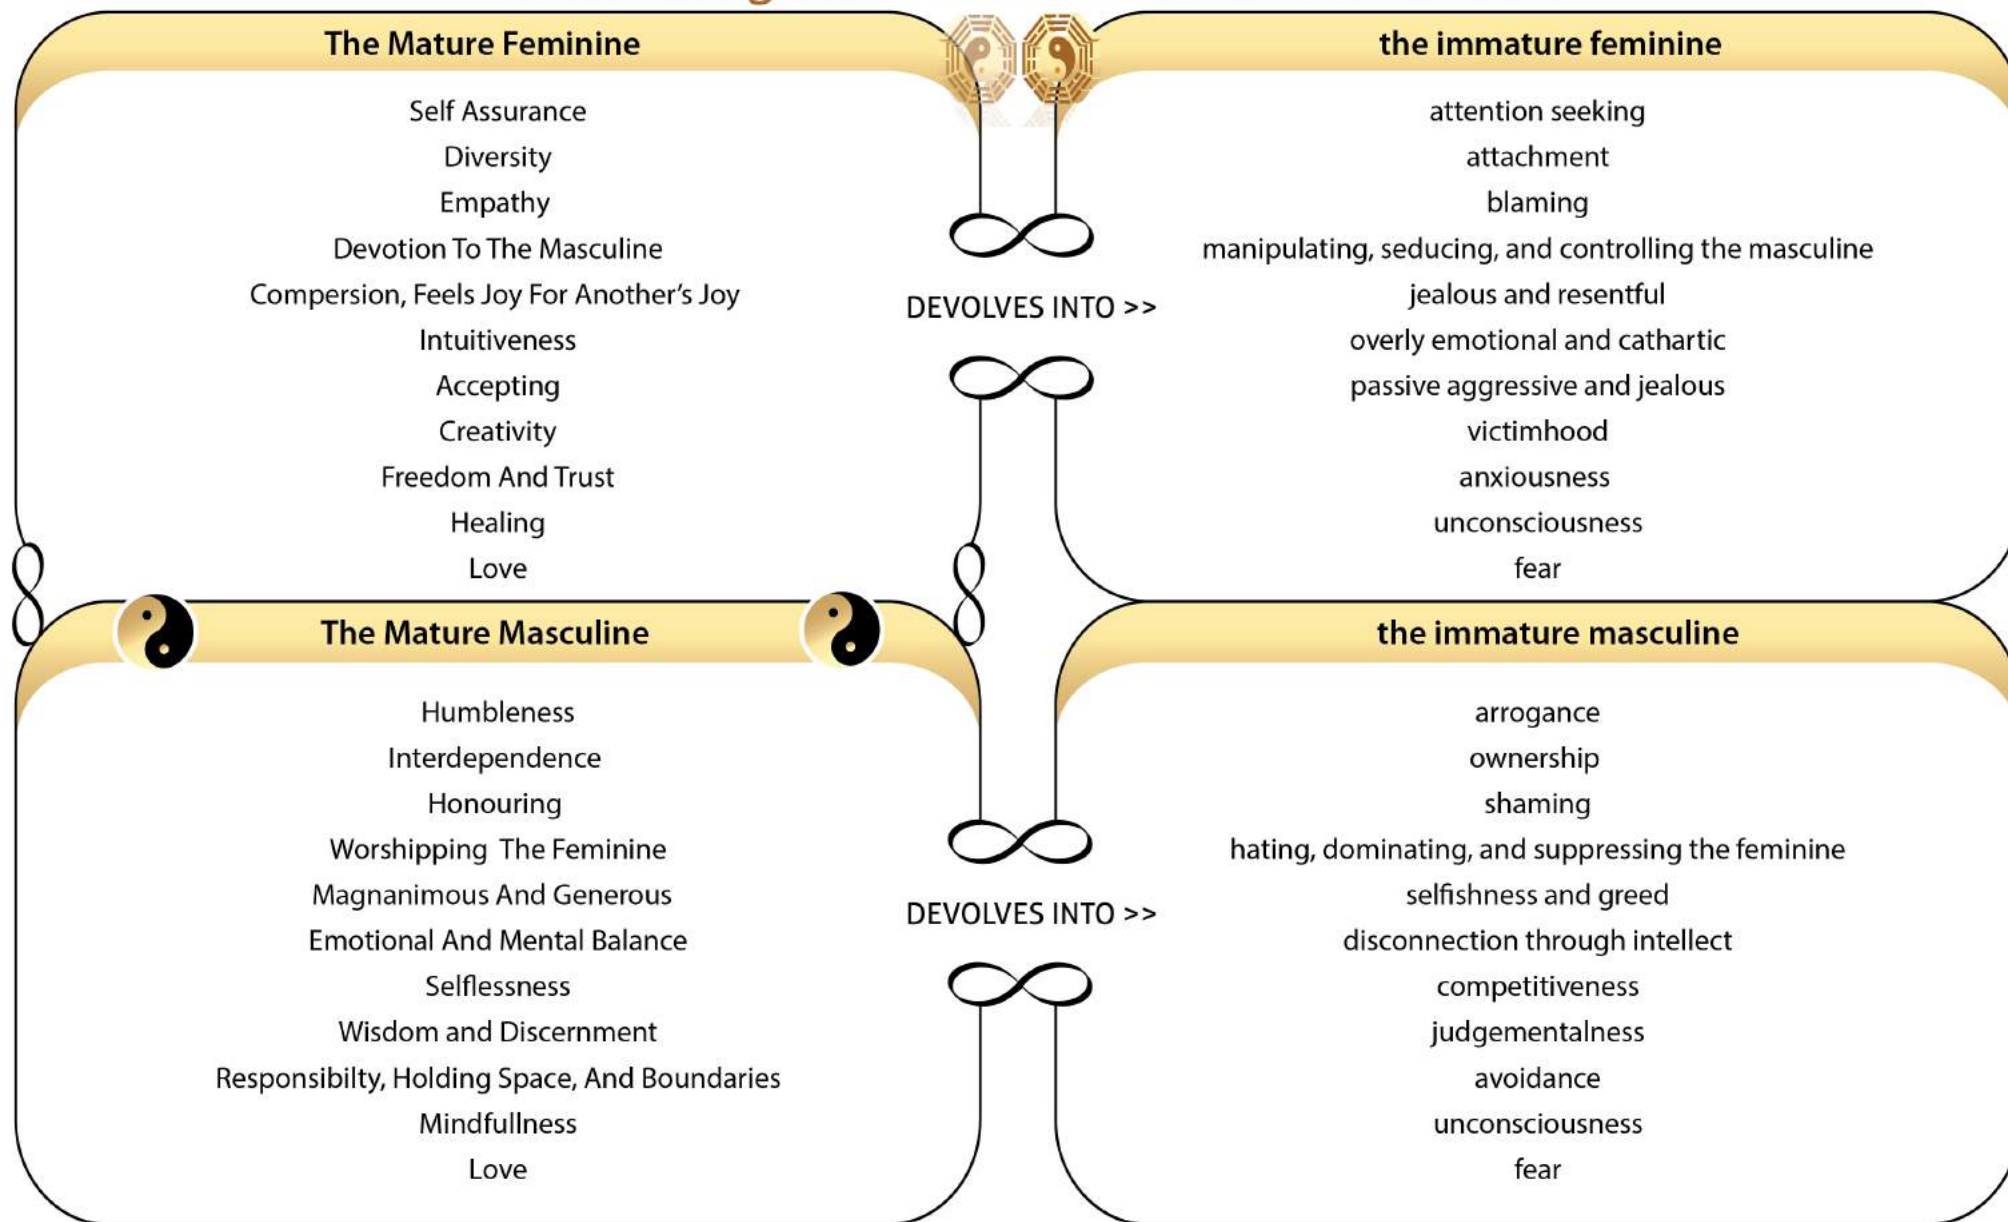 The Mature Feminine
Self Assurance
Diversity
Empathy
Devotion To The Masculine
Compersion, Feels Joy For Another's Joy
Intuitiveness
Accepting
Creativity
Freedom And Trust
Healing
Love
DEVOLVES INTO >>
the immature feminine
attention seeking
attachment
blaming
manipulating, seducing, and controlling the masculine
jealous and resentful
overly emotional and cathartic
passive aggressive and jealous
victimhood
anxiousness
unconsciousness
fear
The Mature Masculine
Humbleness
Interdependence
Honouring
Worshipping The Feminine
Magnanimous And Generous
Emotional And Mental Balance
Selflessness
Wisdom and Discernment
Responsibilty, Holding Space, And Boundaries
Mindfullness
Love
DEVOLVES INTO >>
the immature masculine
arrogance
ownership
shaming
hating, dominating, and suppressing the feminine
selfishness and greed
disconnection through intellect
competitiveness
judgementalness
avoidance
unconsciousness
fear